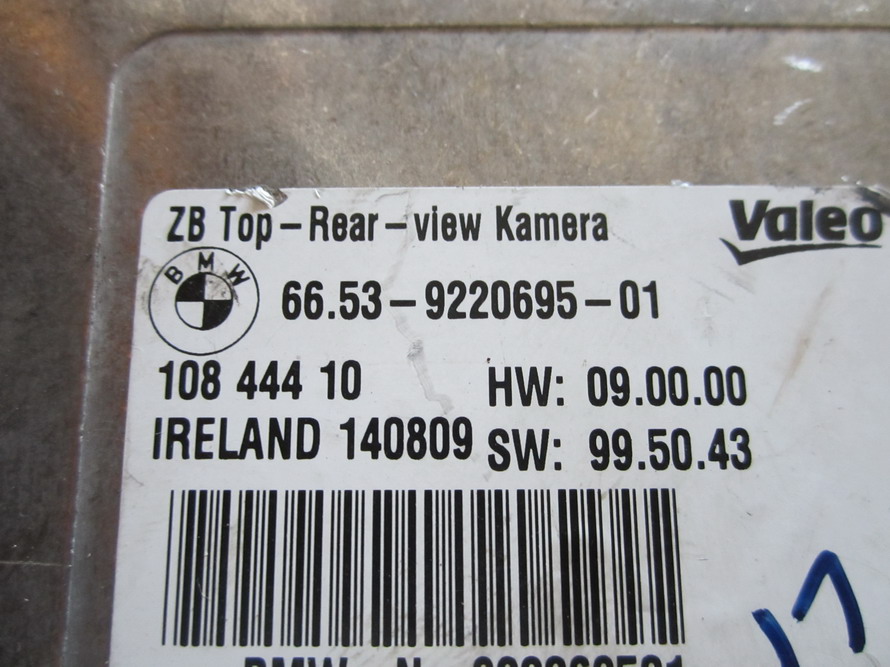 ZB Top-Rear-view Kamera
Valeo
BMW
66.53-9220695-01
108 444 10
HW: 09.00.00
IRELAND 140809
SW: 99.50.43